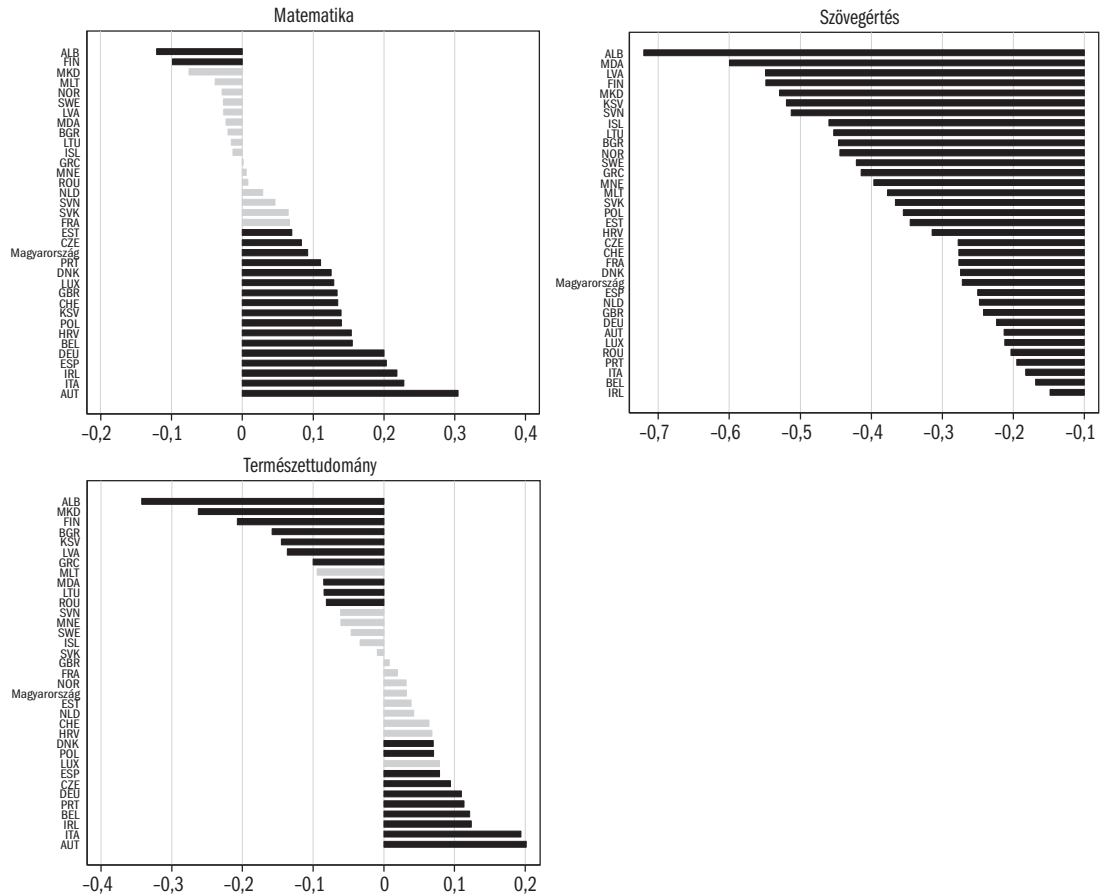 Matematika
ALB
FIN
MKD
MLT
NOR
SWE
LVA
MDA
BGR
LTU
ISL
GRC
MNE
ROU
NLD
SVN
SVK
FRA
EST
CZE
Magyarország
PRT
DNK
LUX
GBR
CHE
KSV
POL
HRV
BEL
DEU
ESP
IRL
ITA
AUT
–0,2 –0,1 0 0,1 0,2 0,3 0,4
Szövegértés
ALB
MDA
LVA
FIN
MKD
KSV
SVN
ISL
LTU
BGR
NOR
SWE
GRC
MNE
MLT
SVK
POL
EST
HRV
CZE
CHE
FRA
DNK
Magyarország
ESP
NLD
GBR
DEU
AUT
LUX
ROU
PRT
ITA
BEL
IRL
–0,7 –0,6 –0,5 –0,4 –0,3 –0,2 –0,1
Természettudomány
ALB
MKD
FIN
BGR
KSV
LVA
GRC
MLT
MDA
LTU
ROU
SVN
MNE
SWE
ISL
SVK
GBR
FRA
NOR
Magyarország
EST
NLD
CHE
HRV
DNK
POL
LUX
ESP
CZE
DEU
PRT
BEL
IRL
ITA
AUT
–0,4 –0,3 –0,2 –0,1 0 0,1 0,2